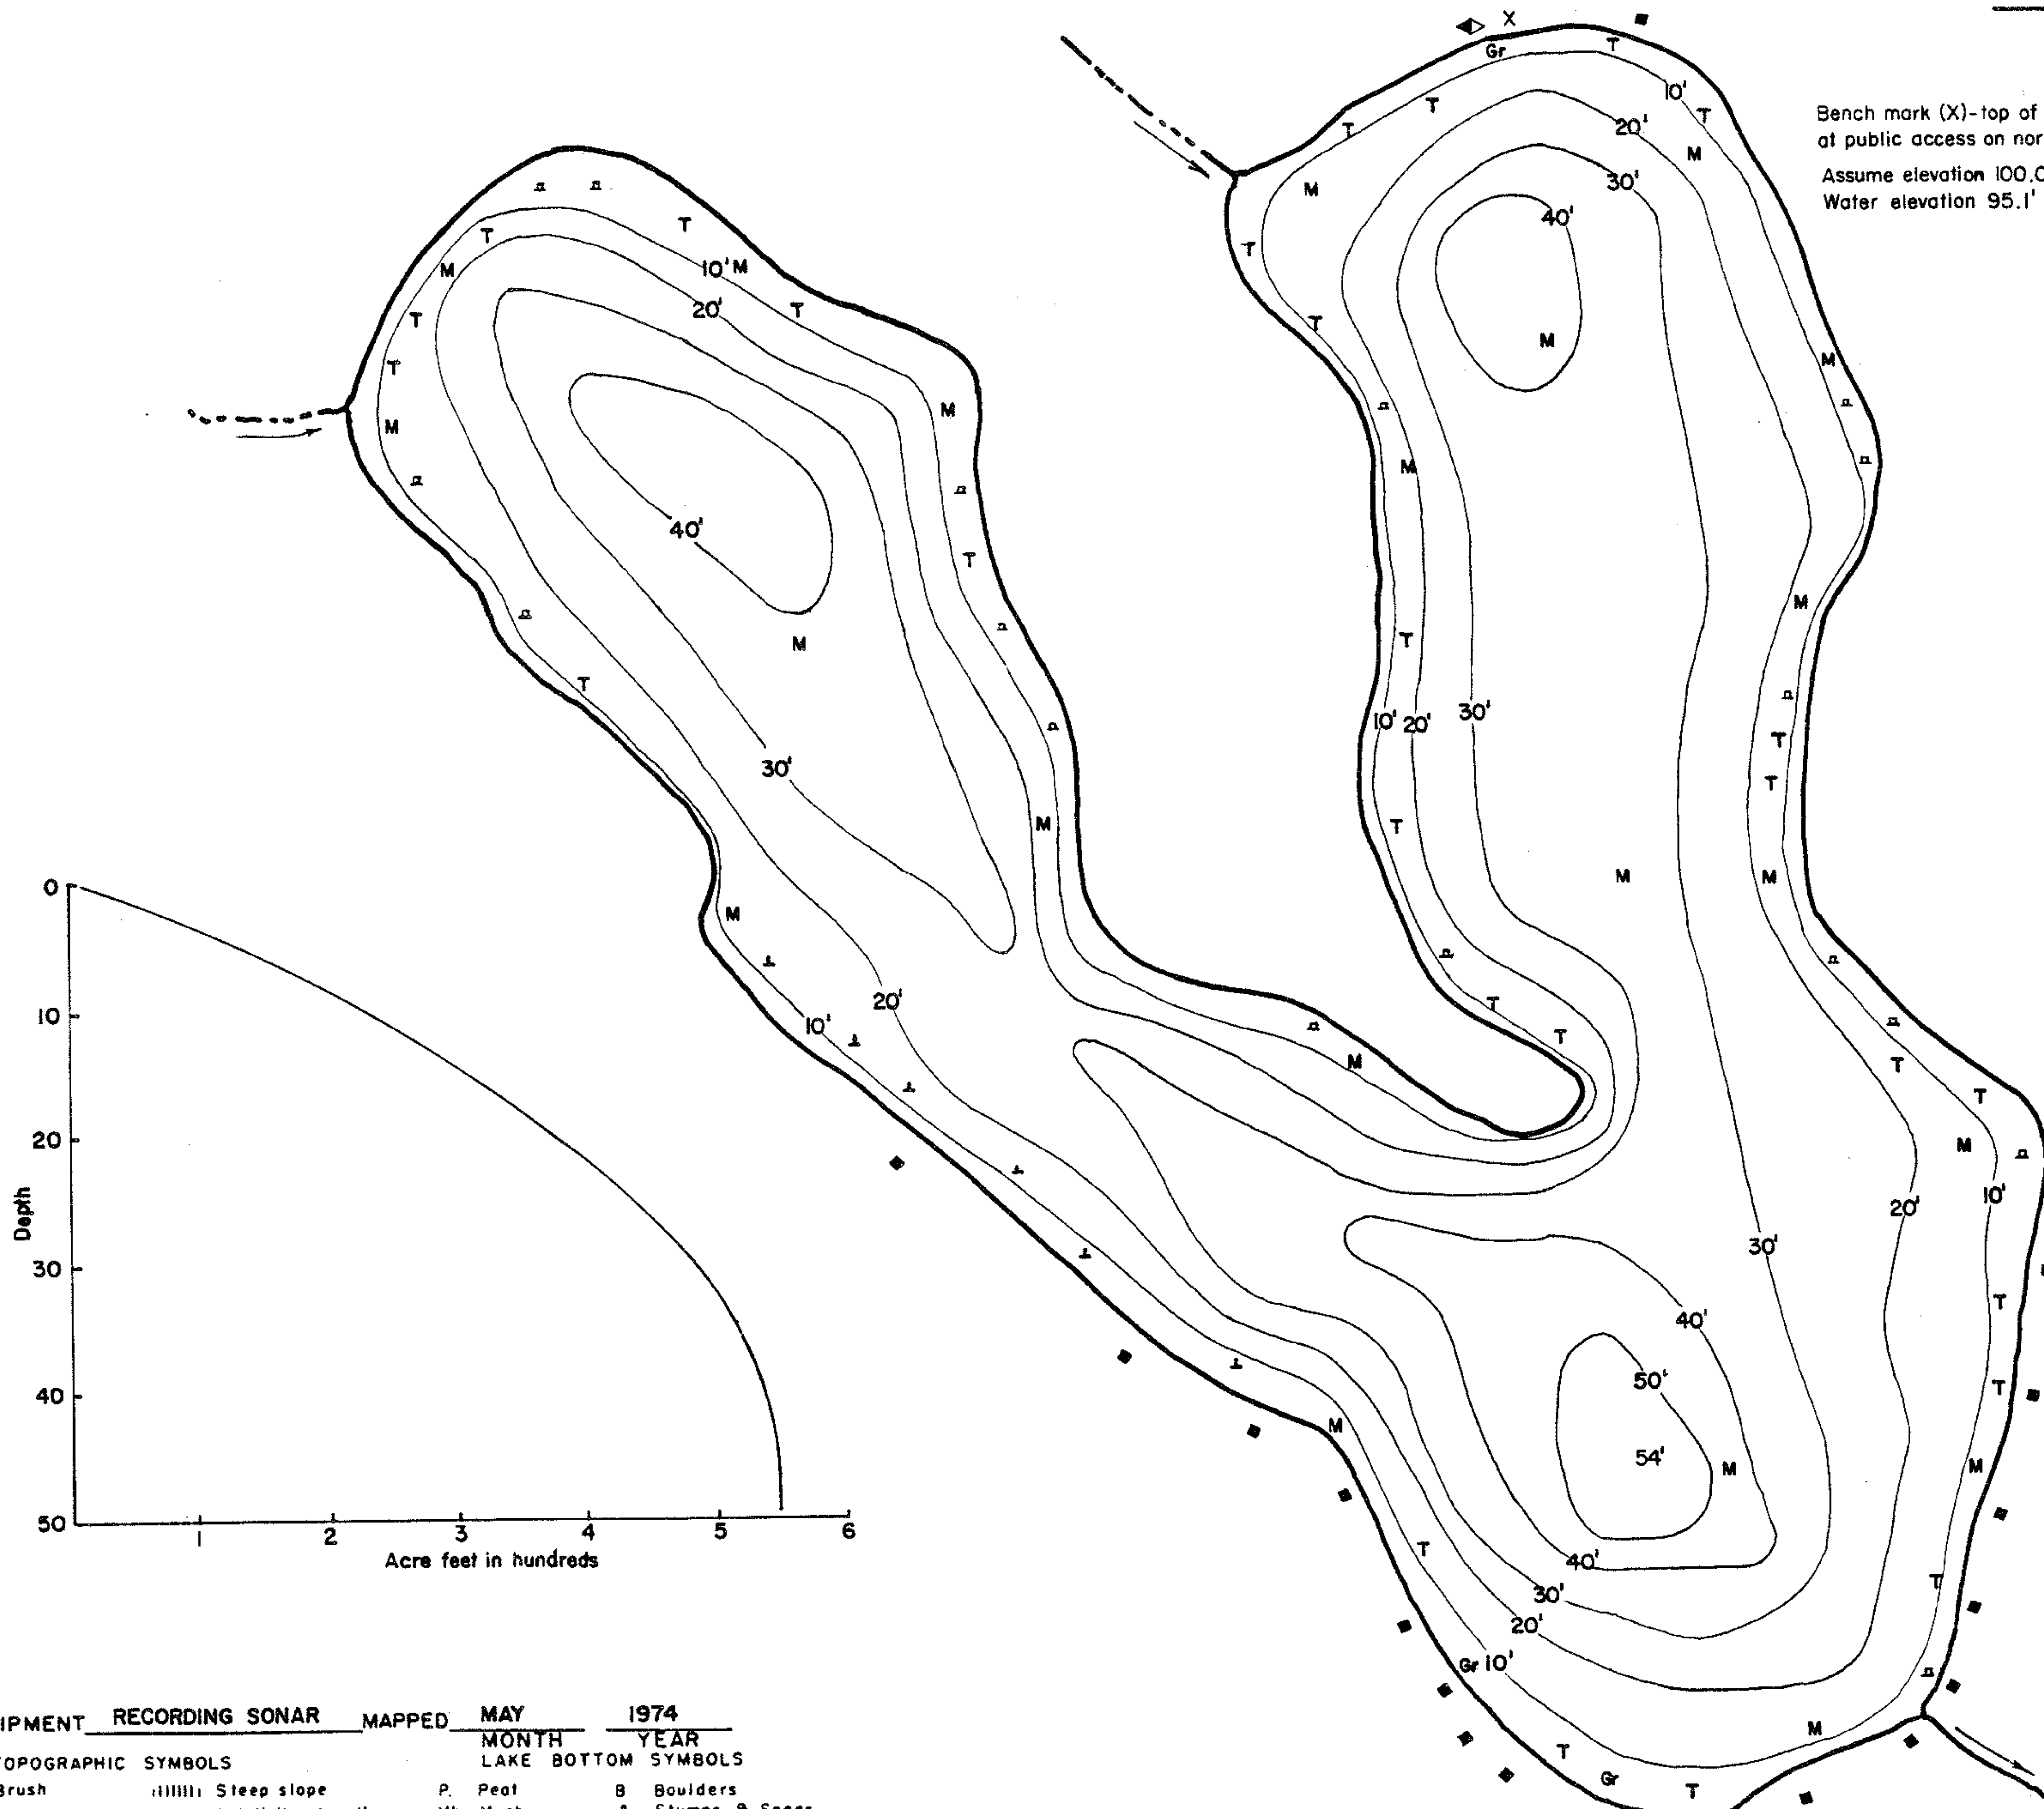 Bench mark (X)-top of
at public access on nor
Assume elevation 100.0
Water elevation 95.1'
X
Gr T
T T 10' T
20' M
M 30'
40'
T
T M
M
M
T T M
T 10' M
M 20' T
T
T
M M
40'
T
M
T
30'
M
M
T
10' 20' 30'
T
T
T
M
M
M
T
T
M
20'
10'
T
T
M
10'
20'
30'
T
40'
50'
T
54'
M
M
M
T
40'
30'
20'
T
Gr 10'
M
T
Gr
T
0
10
20
30
40
50
Depth
1 2 3 4 5 6
Acre feet in hundreds
IPMENT RECORDING SONAR MAPPED MAY 1974
MONTH YEAR
TOPOGRAPHIC SYMBOLS LAKE BOTTOM SYMBOLS
Brush Steep slope P. Peat B Boulders
Stumps & Snags